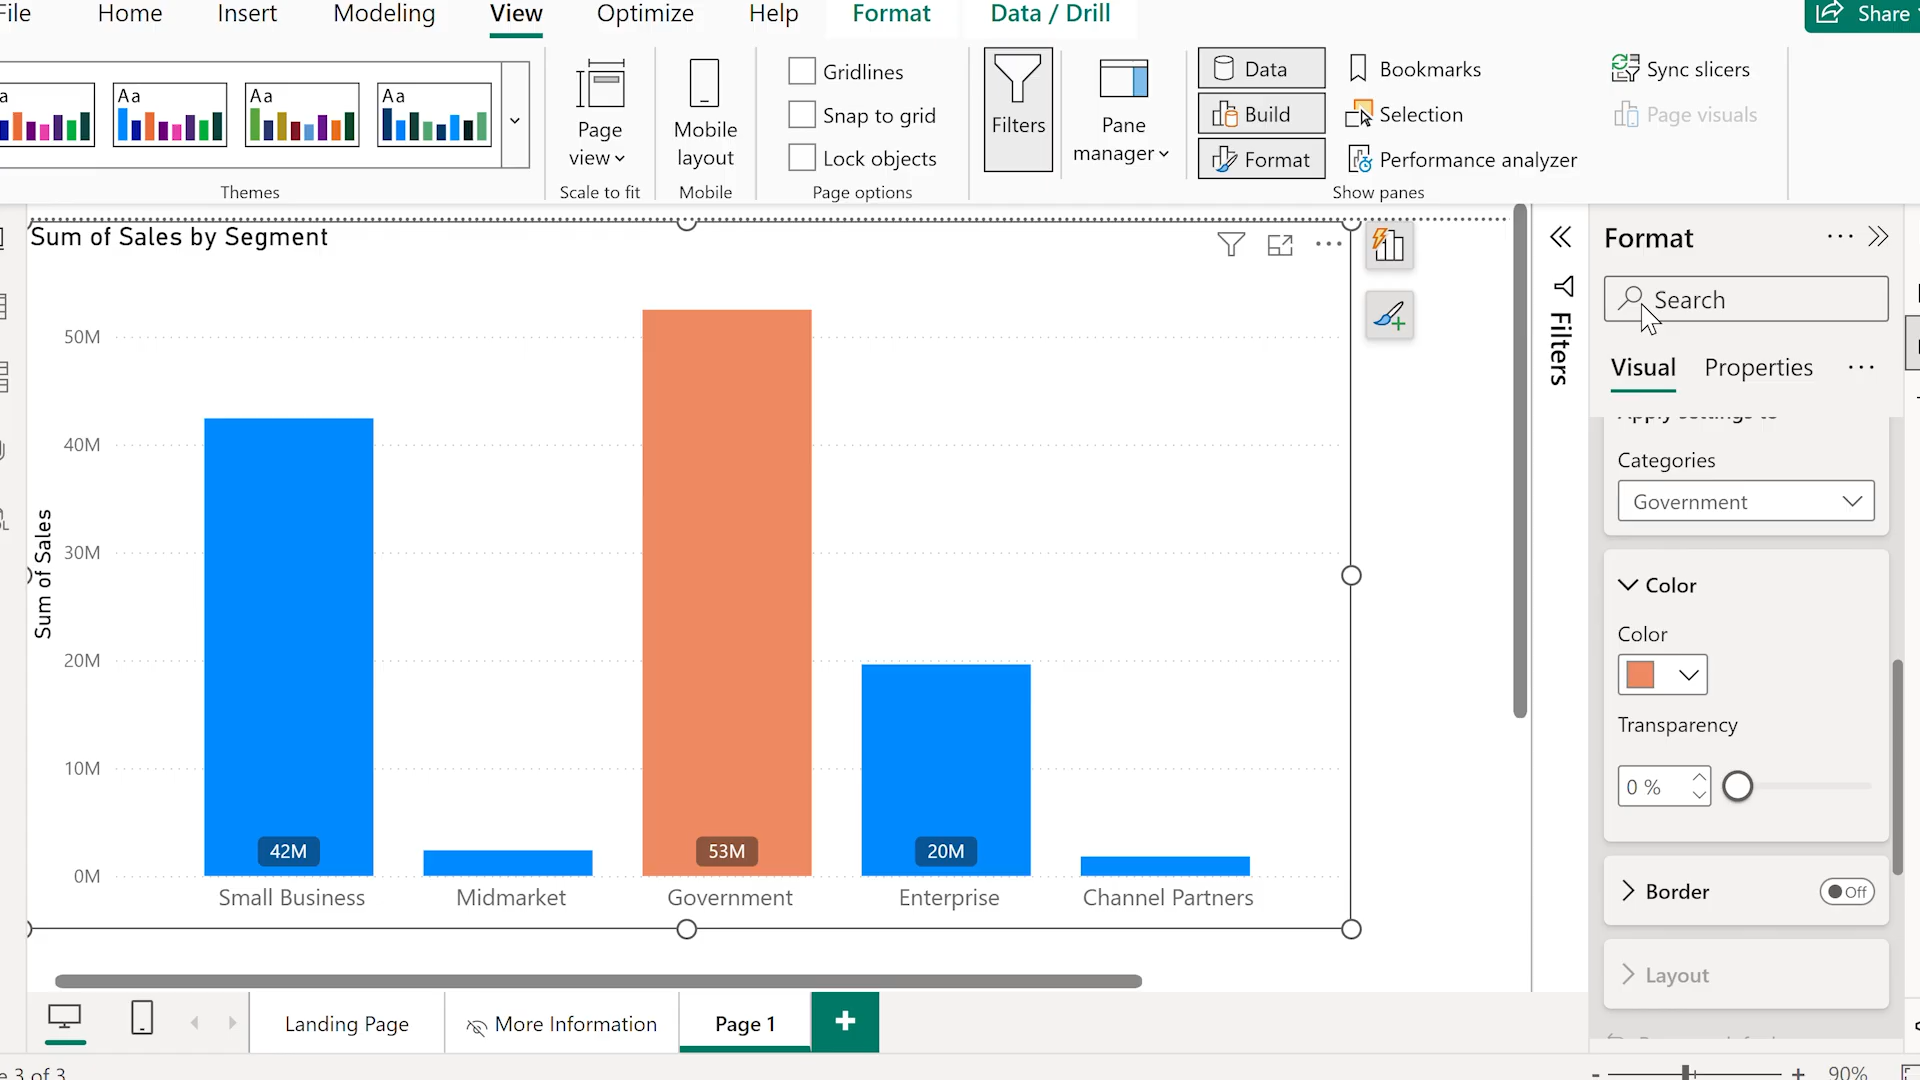 File Home Insert Modeling View Optimize Help Format Data / Drill Share
Aa Aa Aa
Themes
Page view
Scale to fit
Mobile layout
Mobile
Gridlines
Snap to grid
Lock objects
Page options
Filters
Pane manager
Data
Build
Format
Bookmarks
Selection
Performance analyzer
Show panes
Sync slicers
Page visuals
Sum of Sales by Segment
Sum of Sales
50M
40M
30M
20M
10M
0M
42M 53M 20M
Small Business Midmarket Government Enterprise Channel Partners
Filters
Format
Search
Visual Properties
Apply settings to
Categories
Government
Color
Color
Transparency
0 %
Border Off
Layout
Landing Page More Information Page 1
3 of 3
90%